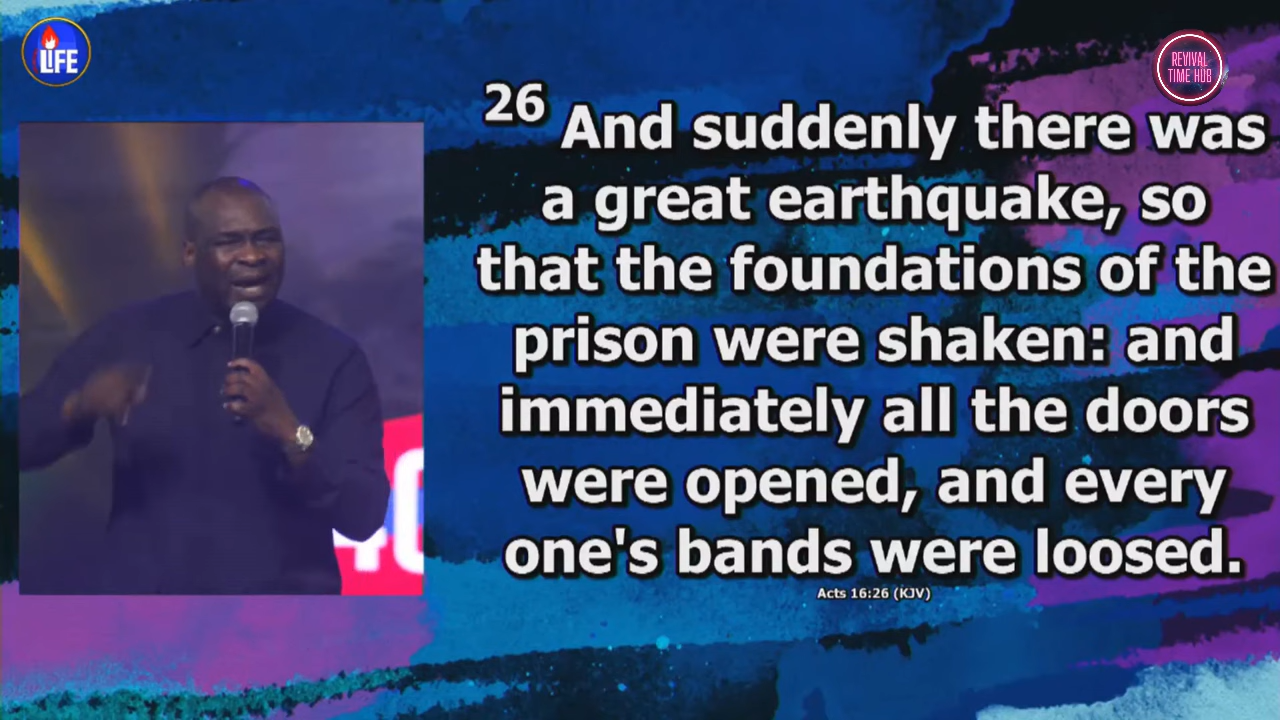 LIFE
REVIVAL
TIME HUB
26 And suddenly there was
a great earthquake, so
that the foundations of the
prison were shaken: and
immediately all the doors
were opened, and every
one's bands were loosed.
Acts 16:26 (KJV)
40